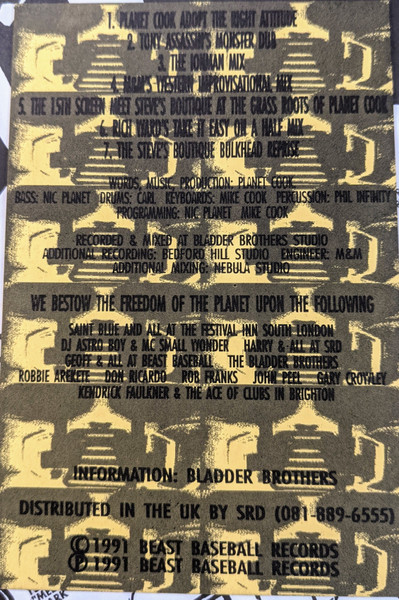 1. PLANET COOK ADOPT THE RIGHT ATTITUDE
2. TONY ASSASSIN'S MONSTER DUB
3. THE IONMAN MIX
4. M&M'S WESTERN IMPROVISATIONAL MIX
5. THE 15TH SCREEN MEET STEVE'S BOUTIQUE AT THE GRASS ROOTS OF PLANET COOK
6. RICH WARD'S TAKE IT EASY ON A HALF MIX
7. THE STEVE'S BOUTIQUE BULKHEAD REPRISE
WORDS, MUSIC, PRODUCTION: PLANET COOK
BASS: NIC PLANET DRUMS: CARL KEYBOARDS: MIKE COOK PERCUSSION: PHIL INFINITY
PROGRAMMING: NIC PLANET MIKE COOK
RECORDED & MIXED AT BLADDER BROTHERS STUDIO
ADDITIONAL RECORDING: BEDFORD HILL STUDIO ENGINEER: M&M
ADDITIONAL MIXING: NEBULA STUDIO
WE BESTOW THE FREEDOM OF THE PLANET UPON THE FOLLOWING
SAINT BLUE AND ALL AT THE FESTIVAL INN SOUTH LONDON
DJ ASTRO BOY & MC SMALL WONDER HARRY & ALL AT SRD
GEOFF & ALL AT BEAST BASEBALL THE BLADDER BROTHERS
ROBBIE AREKETE DON RICARDO ROB FRANKS JOHN PEEL GARY CROWLEY
KENDRICK FAULKNER & THE ACE OF CLUBS IN BRIGHTON
INFORMATION: BLADDER BROTHERS
DISTRIBUTED IN THE UK BY SRD (081-889-6555)
© 1991 BEAST BASEBALL RECORDS
℗ 1991 BEAST BASEBALL RECORDS